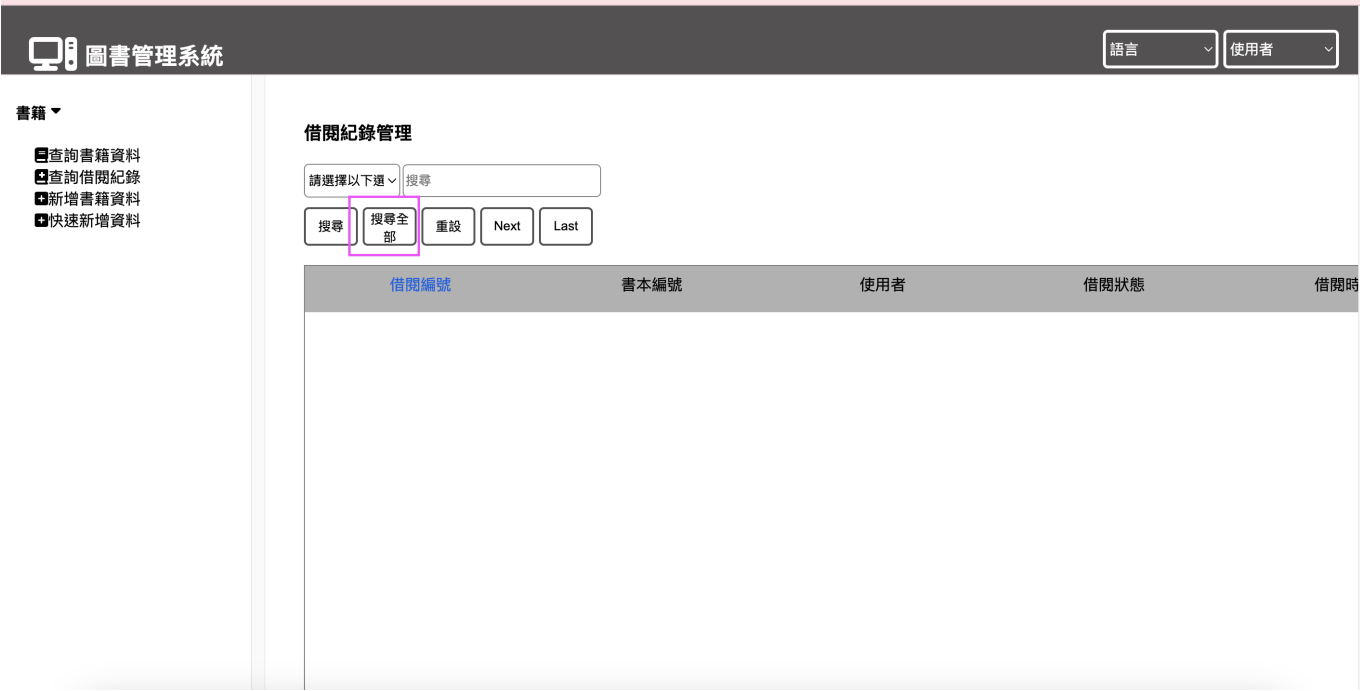 圖書管理系統
語言
使用者
書籍
查詢書籍資料
查詢借閱紀錄
新增書籍資料
快速新增資料
借閱紀錄管理
請選擇以下選
搜尋
搜尋
搜尋全
部
重設
Next
Last
借閱編號
書本編號
使用者
借閱狀態
借閱時